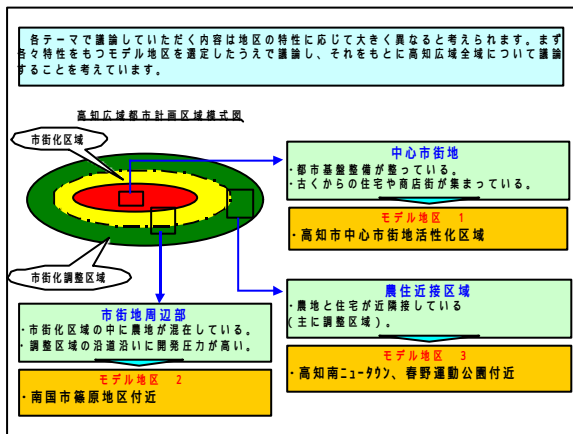 各テーマで議論していただく内容は地区の特性に応じて大きく異なると考えられます。まず
各々特性をもつモデル地区を選定したうえで議論し、それをもとに高知広域全域について議論
することを考えています。
高知広域都市計画区域模式図
市街化区域
市街化調整区域
中心市街地
・都市基盤整備が整っている。
・古くからの住宅や商店街が集まっている。
モデル地区 1
・高知市中心市街地活性化区域
市街地周辺部
・市街化区域の中に農地が混在している。
・調整区域の沿道沿いに開発圧力が高い。
モデル地区 2
・南国市篠原地区付近
農住近接区域
・農地と住宅が近隣接している
(主に調整区域)。
モデル地区 3
・高知南ニュータウン、春野運動公園付近